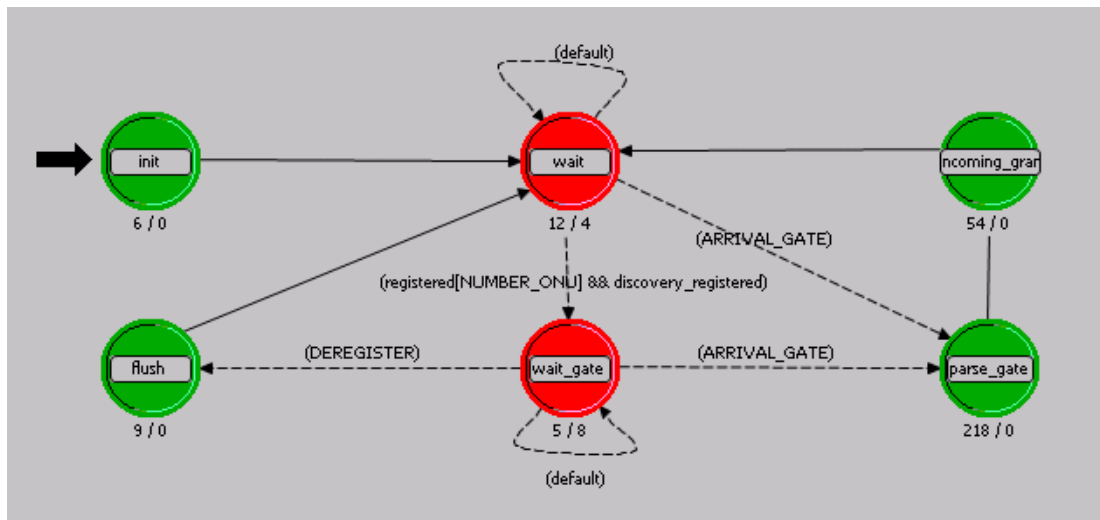 (default)
init
wait
ncoming_gran
6 / 0
12 / 4
54 / 0
(ARRIVAL_GATE)
(registered[NUMBER_ONU] && discovery_registered)
(DEREGISTER)
(ARRIVAL_GATE)
flush
wait_gate
parse_gate
9 / 0
5 / 8
218 / 0
(default)